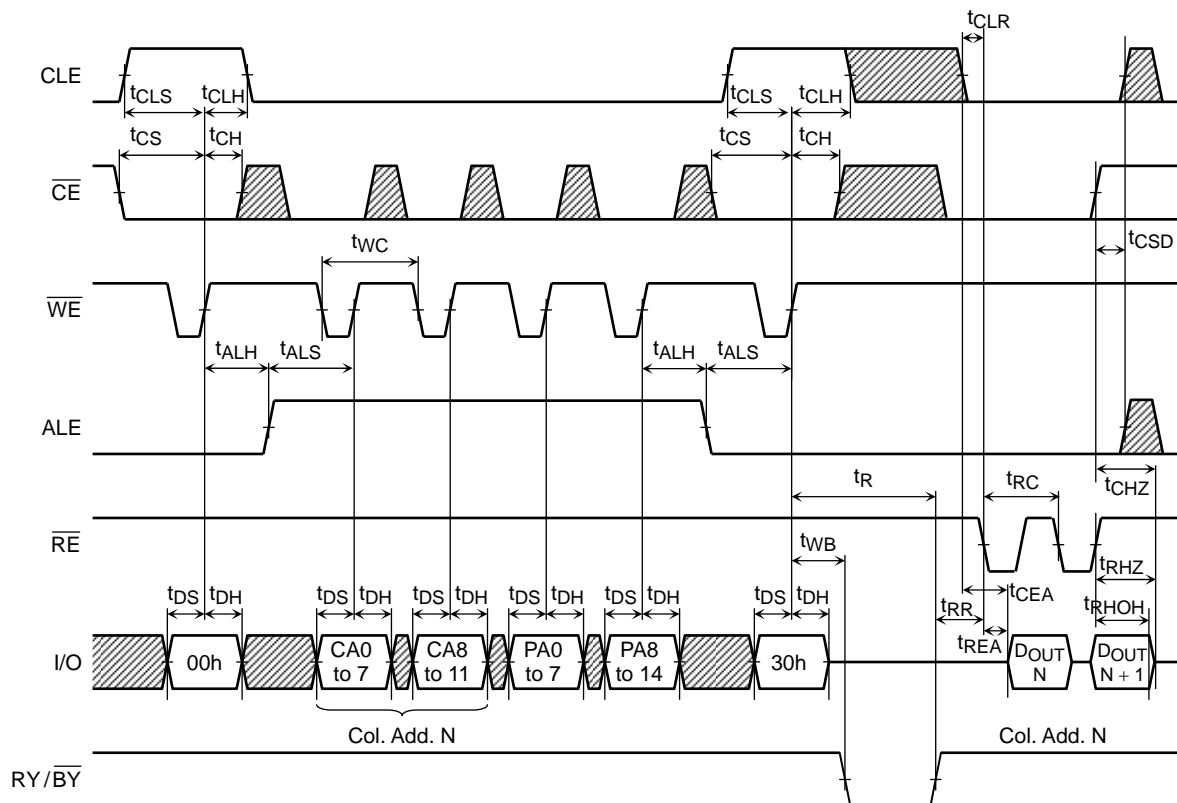 tCLR
CLE
tCLS tCLH tCLS tCLH
tCS tCH tCS tCH
CE
tWC tCSD
WE
tALH tALS tALH tALS
ALE
tR tRC tCHZ
RE
tWB tRHZ
tDS tDH tDS tDH tDS tDH tDS tDH tDS tDH tDS tDH tCEA
tRR tRHOH
tREA
I/O 00h CA0 to 7 CA8 to 11 PA0 to 7 PA8 to 14 30h DOUT N DOUT N + 1
Col. Add. N Col. Add. N
RY/BY